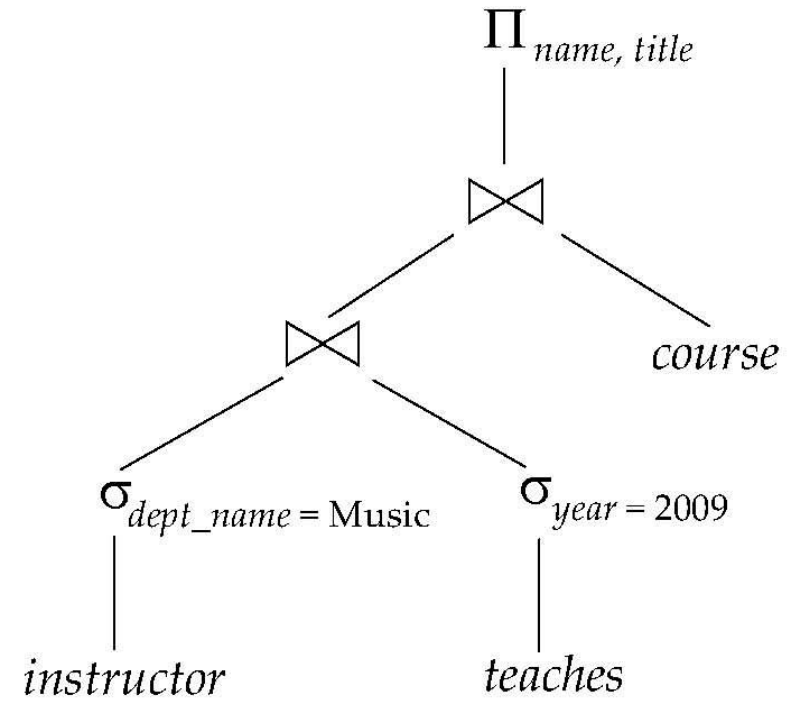 Π name, title
⋈
course
⋈
σ dept_name = Music
σ year = 2009
instructor
teaches